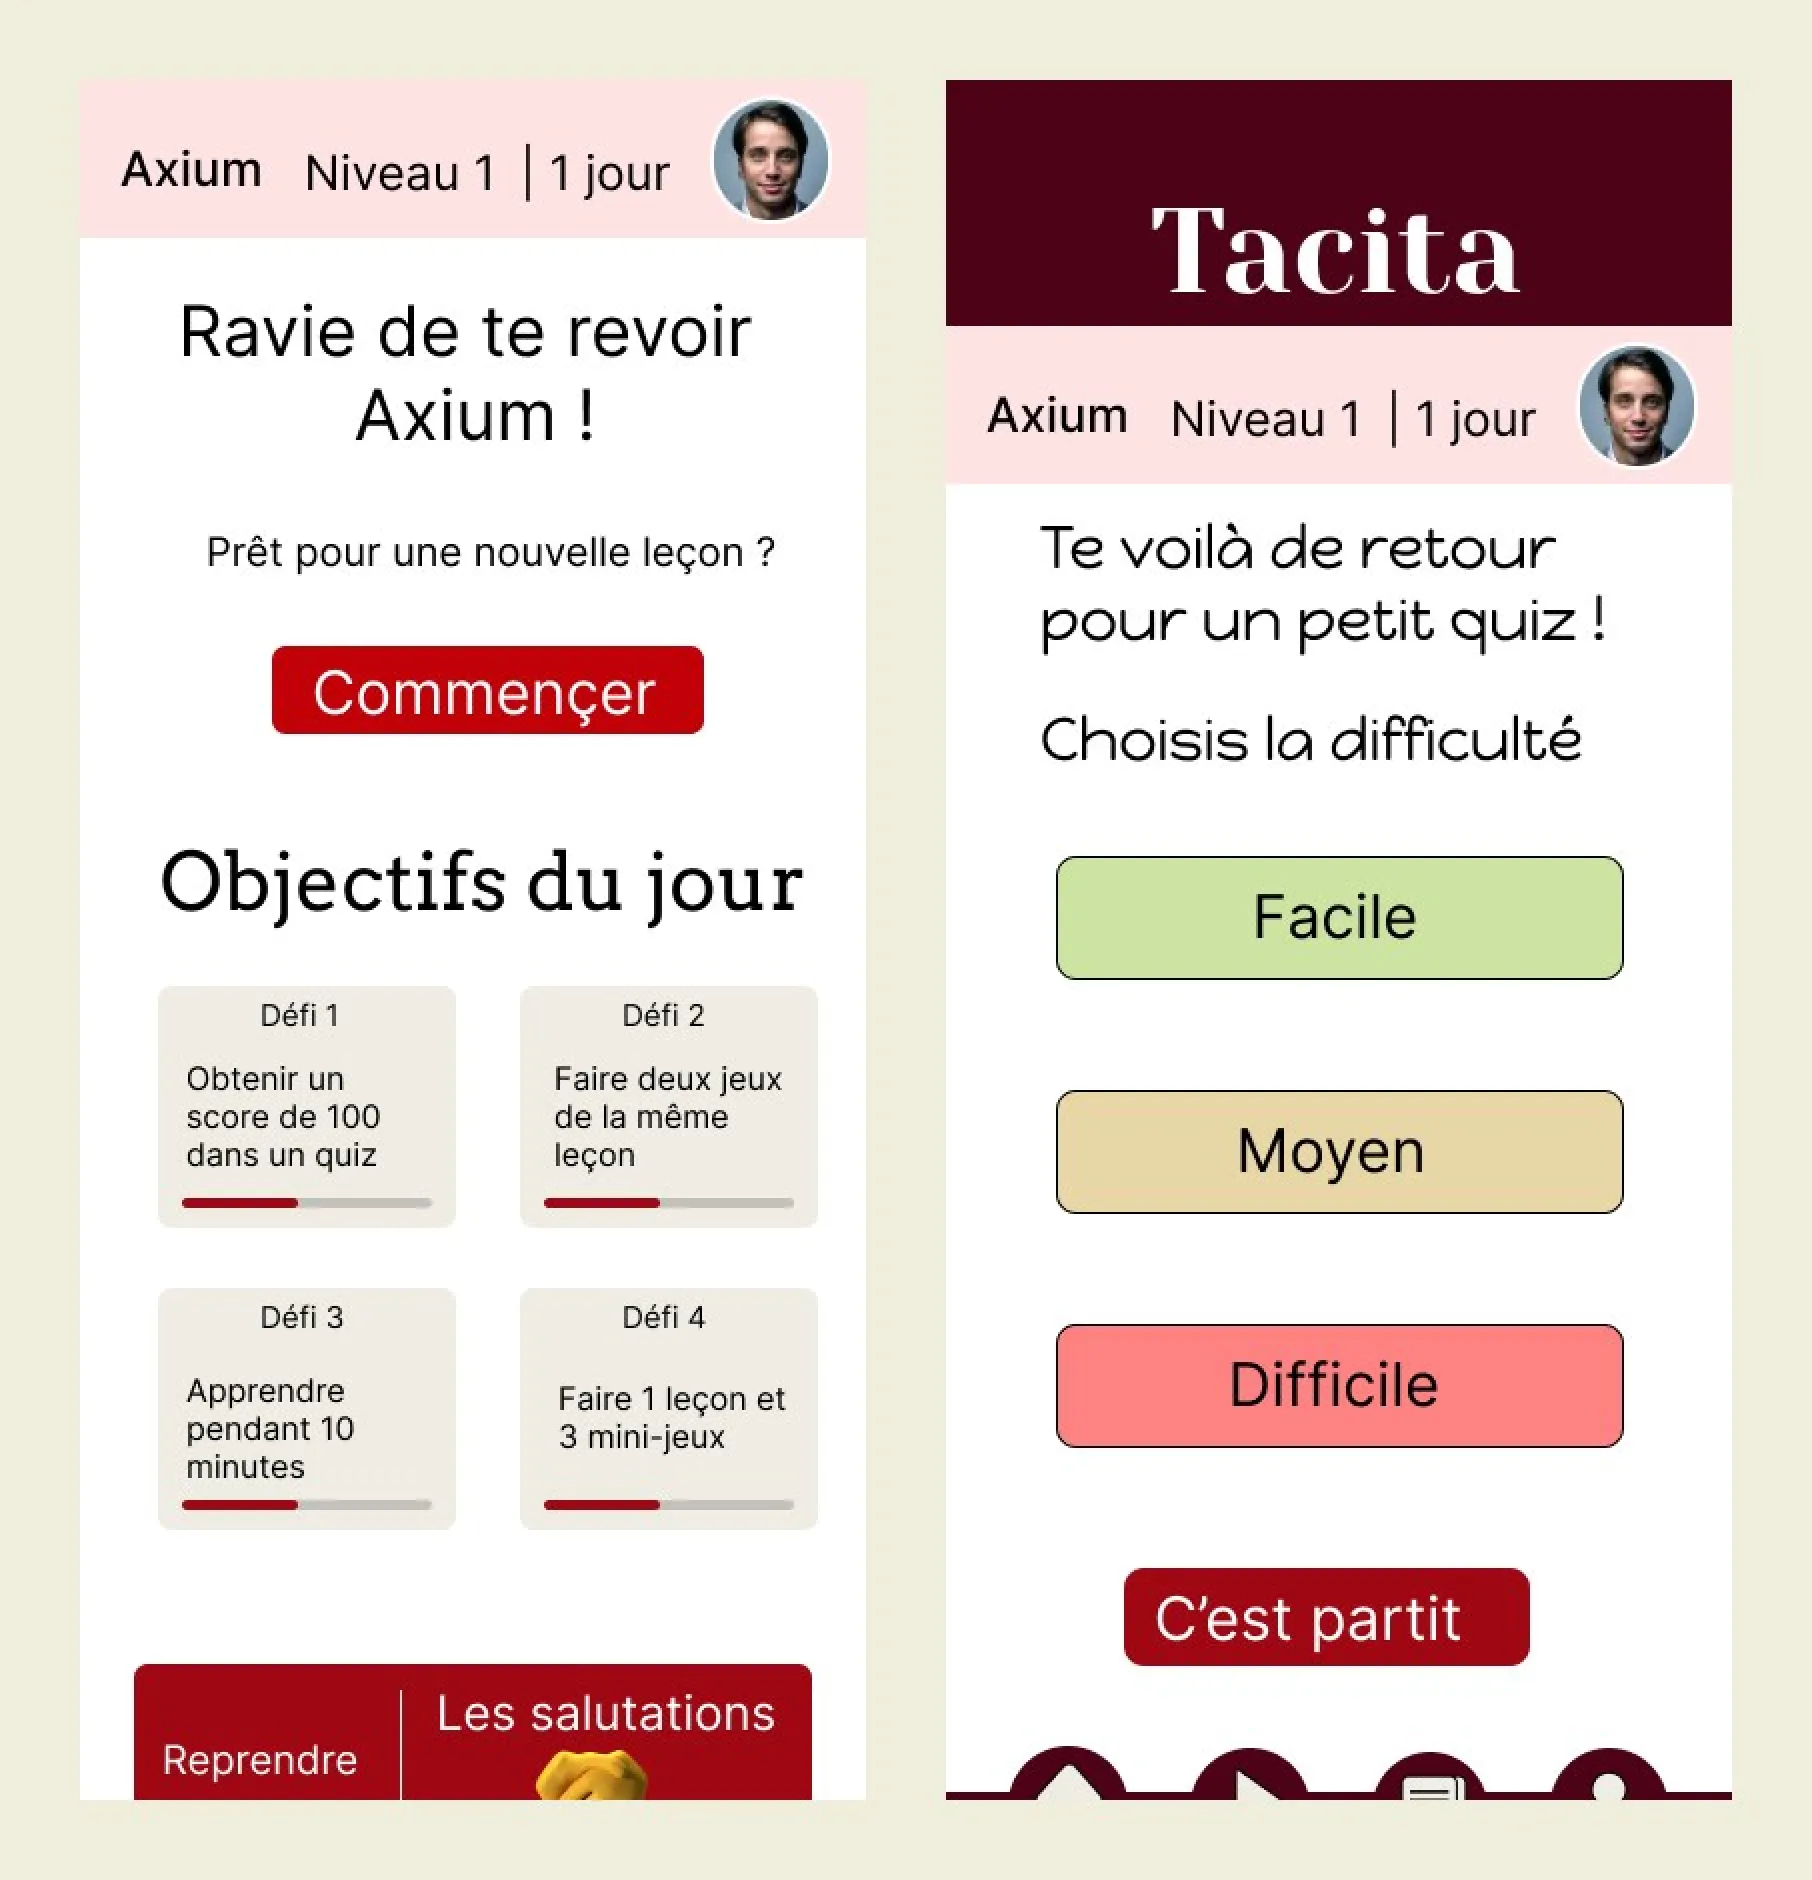 Axium Niveau 1 | 1 jour
Ravie de te revoir
Axium !
Prêt pour une nouvelle leçon ?
Commençer
Objectifs du jour
Défi 1
Obtenir un
score de 100
dans un quiz
Défi 2
Faire deux jeux
de la même
leçon
Défi 3
Apprendre
pendant 10
minutes
Défi 4
Faire 1 leçon et
3 mini-jeux
Reprendre
Les salutations
Tacita
Axium Niveau 1 | 1 jour
Te voilà de retour
pour un petit quiz !
Choisis la difficulté
Facile
Moyen
Difficile
C'est partit